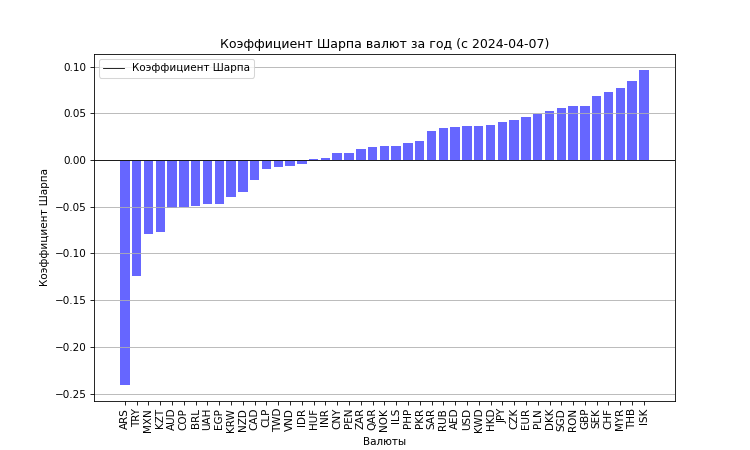 Коэффициент Шарпа валют за год (с 2024-04-07)
Коэффициент Шарпа
0.10
0.05
0.00
−0.05
−0.10
−0.15
−0.20
−0.25
Коэффициент Шарпа
ARS TRY MXN KZT AUD COP BRL UAH EGP KRW NZD CAD CLP TWD VND IDR HUF INR CNY PEN ZAR QAR NOK ILS PHP PKR SAR RUB AED USD KWD HKD JPY CZK EUR PLN DKK SGD RON GBP SEK CHF MYR THB ISK
Валюты